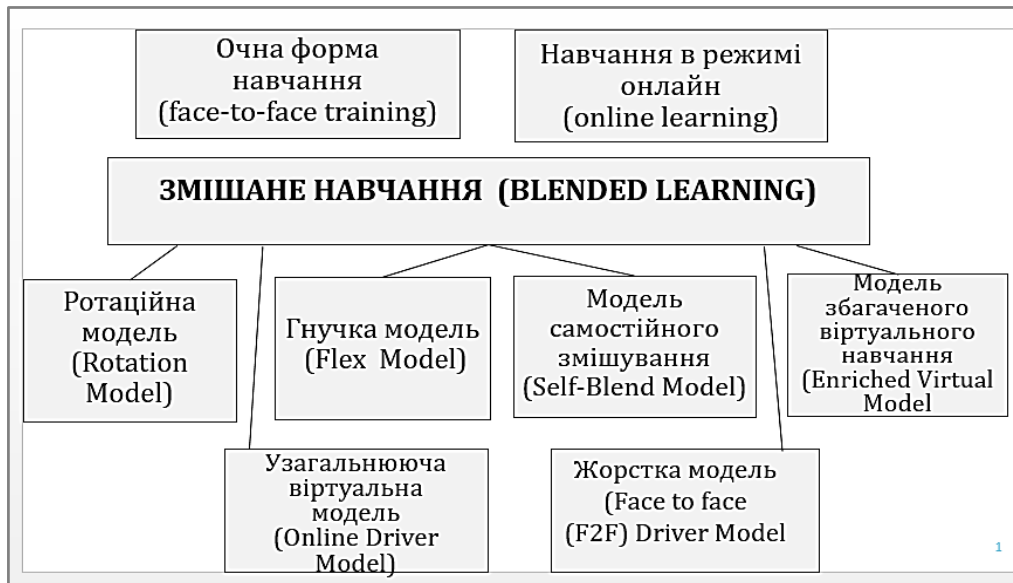 Очна форма
навчання
(face-to-face training)
Навчання в режимі
онлайн
(online learning)
ЗМІШАНЕ НАВЧАННЯ (BLENDED LEARNING)
Ротаційна
модель
(Rotation
Model)
Гнучка модель
(Flex Model)
Модель
самостійного
змішування
(Self-Blend Model)
Модель
збагаченого
віртуального
навчання
(Enriched Virtual
Model
Узагальнююча
віртуальна
модель
(Online Driver
Model)
Жорстка модель
(Face to face
(F2F) Driver Model
1